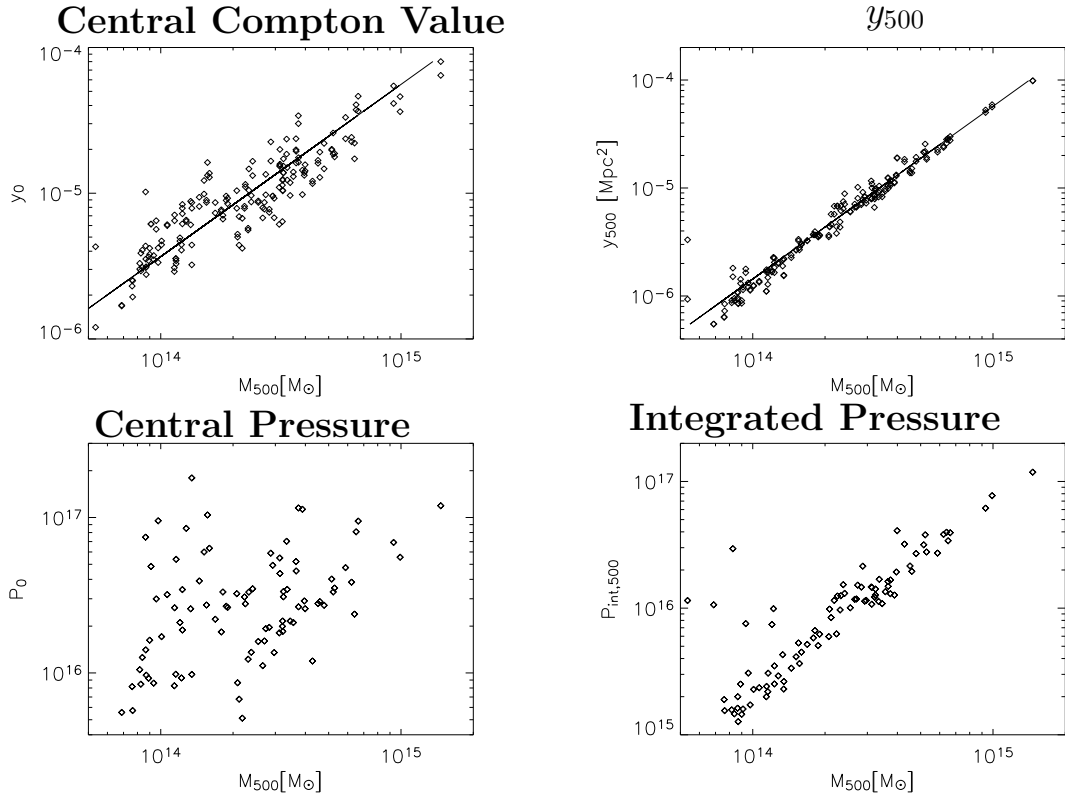 Central Compton Value
y₅₀₀
10⁻⁴
10⁻⁵
10⁻⁶
y₀
10¹⁴
10¹⁵
M₅₀₀[M☉]
10⁻⁴
10⁻⁵
10⁻⁶
y₅₀₀ [Mpc²]
10¹⁴
10¹⁵
M₅₀₀[M☉]
Central Pressure
Integrated Pressure
10¹⁷
10¹⁶
P₀
10¹⁴
10¹⁵
M₅₀₀[M☉]
10¹⁷
10¹⁶
10¹⁵
P_int,500
10¹⁴
10¹⁵
M₅₀₀[M☉]